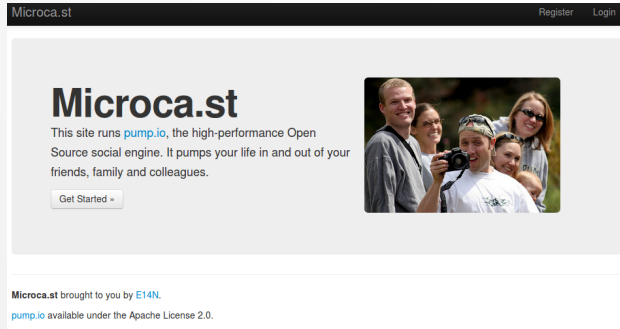 Microca.st Register Login
Microca.st
This site runs pump.io, the high-performance Open
Source social engine. It pumps your life in and out of your
friends, family and colleagues.
Get Started »
Microca.st brought to you by E14N.
pump.io available under the Apache License 2.0.